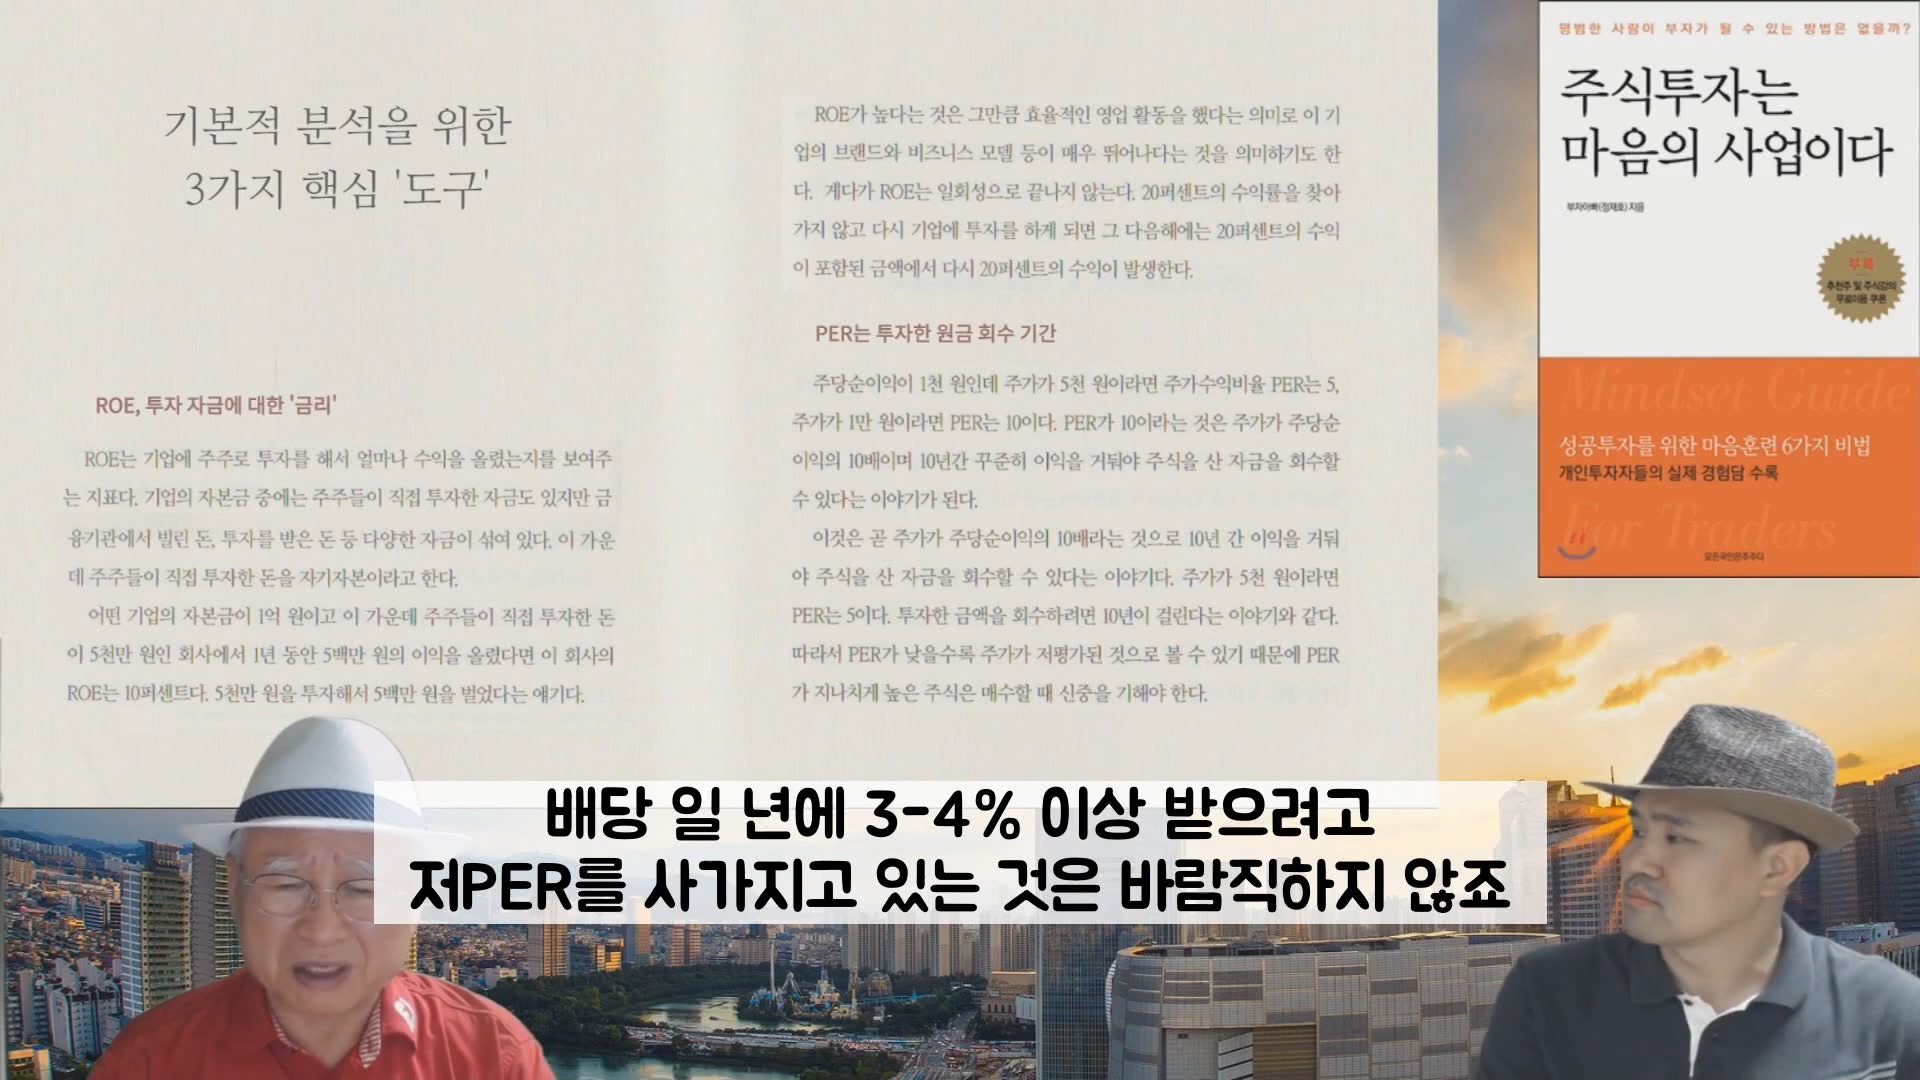 기본적 분석을 위한
3가지 핵심 '도구'
ROE, 투자 자금에 대한 '금리'
ROE는 기업에 주주로 투자를 해서 얼마나 수익을 올렸는지를 보여주
는 지표다. 기업의 자본금 중에는 주주들이 직접 투자한 자금도 있지만 금
융기관에서 빌린 돈, 투자를 받은 돈 등 다양한 자금이 섞여 있다. 이 가운
데 주주들이 직접 투자한 돈을 자기자본이라고 한다.
어떤 기업의 자본금이 1억 원이고 이 가운데 주주들이 직접 투자한 돈
이 5천만 원인 회사에서 1년 동안 5백만 원의 이익을 올렸다면 이 회사의
ROE는 10퍼센트다. 5천만 원을 투자해서 5백만 원을 벌었다는 얘기다.
ROE가 높다는 것은 그만큼 효율적인 영업 활동을 했다는 의미로 이 기
업의 브랜드와 비즈니스 모델 등이 매우 뛰어나다는 것을 의미하기도 한
다. 게다가 ROE는 일회성으로 끝나지 않는다. 20퍼센트의 수익률을 찾아
가지 않고 다시 기업에 투자를 하게 되면 그 다음해에는 20퍼센트의 수익
이 포함된 금액에서 다시 20퍼센트의 수익이 발생한다.
PER는 투자한 원금 회수 기간
주당순이익이 1천 원인데 주가가 5천 원이라면 주가수익비율 PER는 5,
주가가 1만 원이라면 PER는 10이다. PER가 10이라는 것은 주가가 주당순
이익의 10배이며 10년간 꾸준히 이익을 거둬야 주식을 산 자금을 회수할
수 있다는 이야기가 된다.
이것은 곧 주가가 주당순이익의 10배라는 것으로 10년 간 이익을 거둬
야 주식을 산 자금을 회수할 수 있다는 이야기다. 주가가 5천 원이라면
PER는 5이다. 투자한 금액을 회수하려면 10년이 걸린다는 이야기와 같다.
따라서 PER가 낮을수록 주가가 저평가된 것으로 볼 수 있기 때문에 PER
가 지나치게 높은 주식은 매수할 때 신중을 기해야 한다.
평범한 사람이 부자가 될 수 있는 방법은 없을까?
주식투자는
마음의 사업이다
부자아빠(정재호) 지음
부록
추천주 및 주식강의
무료이용 쿠폰
Mindset Guide
성공투자를 위한 마음훈련 6가지 비법
개인투자자들의 실제 경험담 수록
For Traders
모든국민은주주다
배당 일 년에 3-4% 이상 받으려고
저PER를 사가지고 있는 것은 바람직하지 않죠